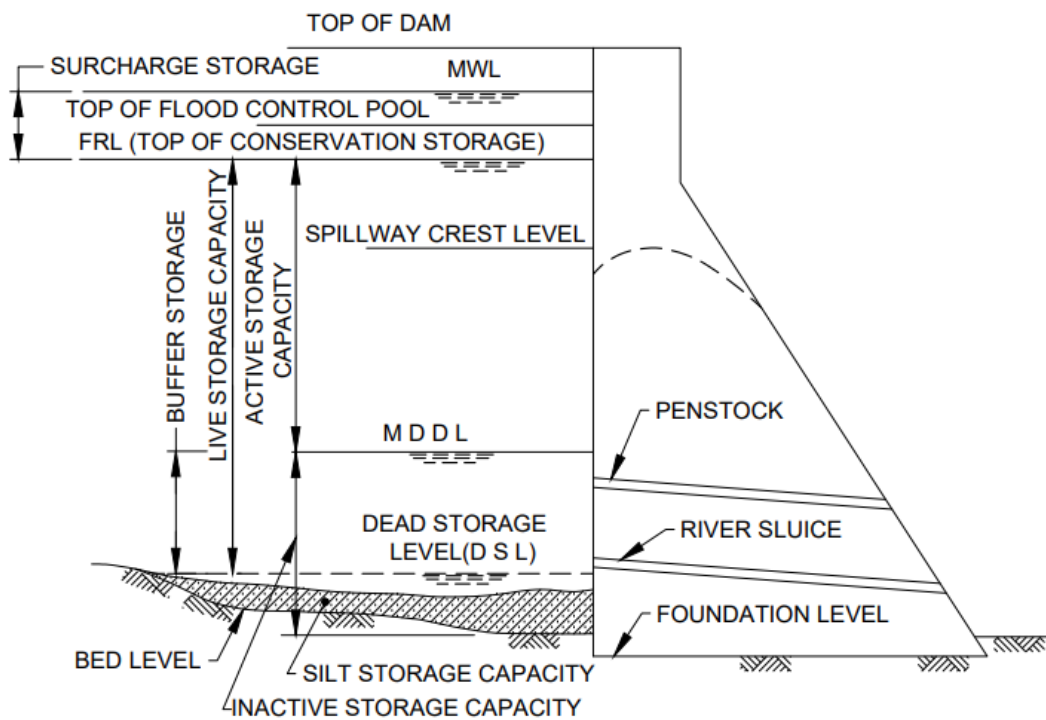 TOP OF DAM
SURCHARGE STORAGE
MWL
TOP OF FLOOD CONTROL POOL
FRL (TOP OF CONSERVATION STORAGE)
BUFFER STORAGE
LIVE STORAGE CAPACITY
ACTIVE STORAGE
CAPACITY
SPILLWAY CREST LEVEL
PENSTOCK
M D D L
DEAD STORAGE
LEVEL(D S L)
RIVER SLUICE
FOUNDATION LEVEL
BED LEVEL
SILT STORAGE CAPACITY
INACTIVE STORAGE CAPACITY